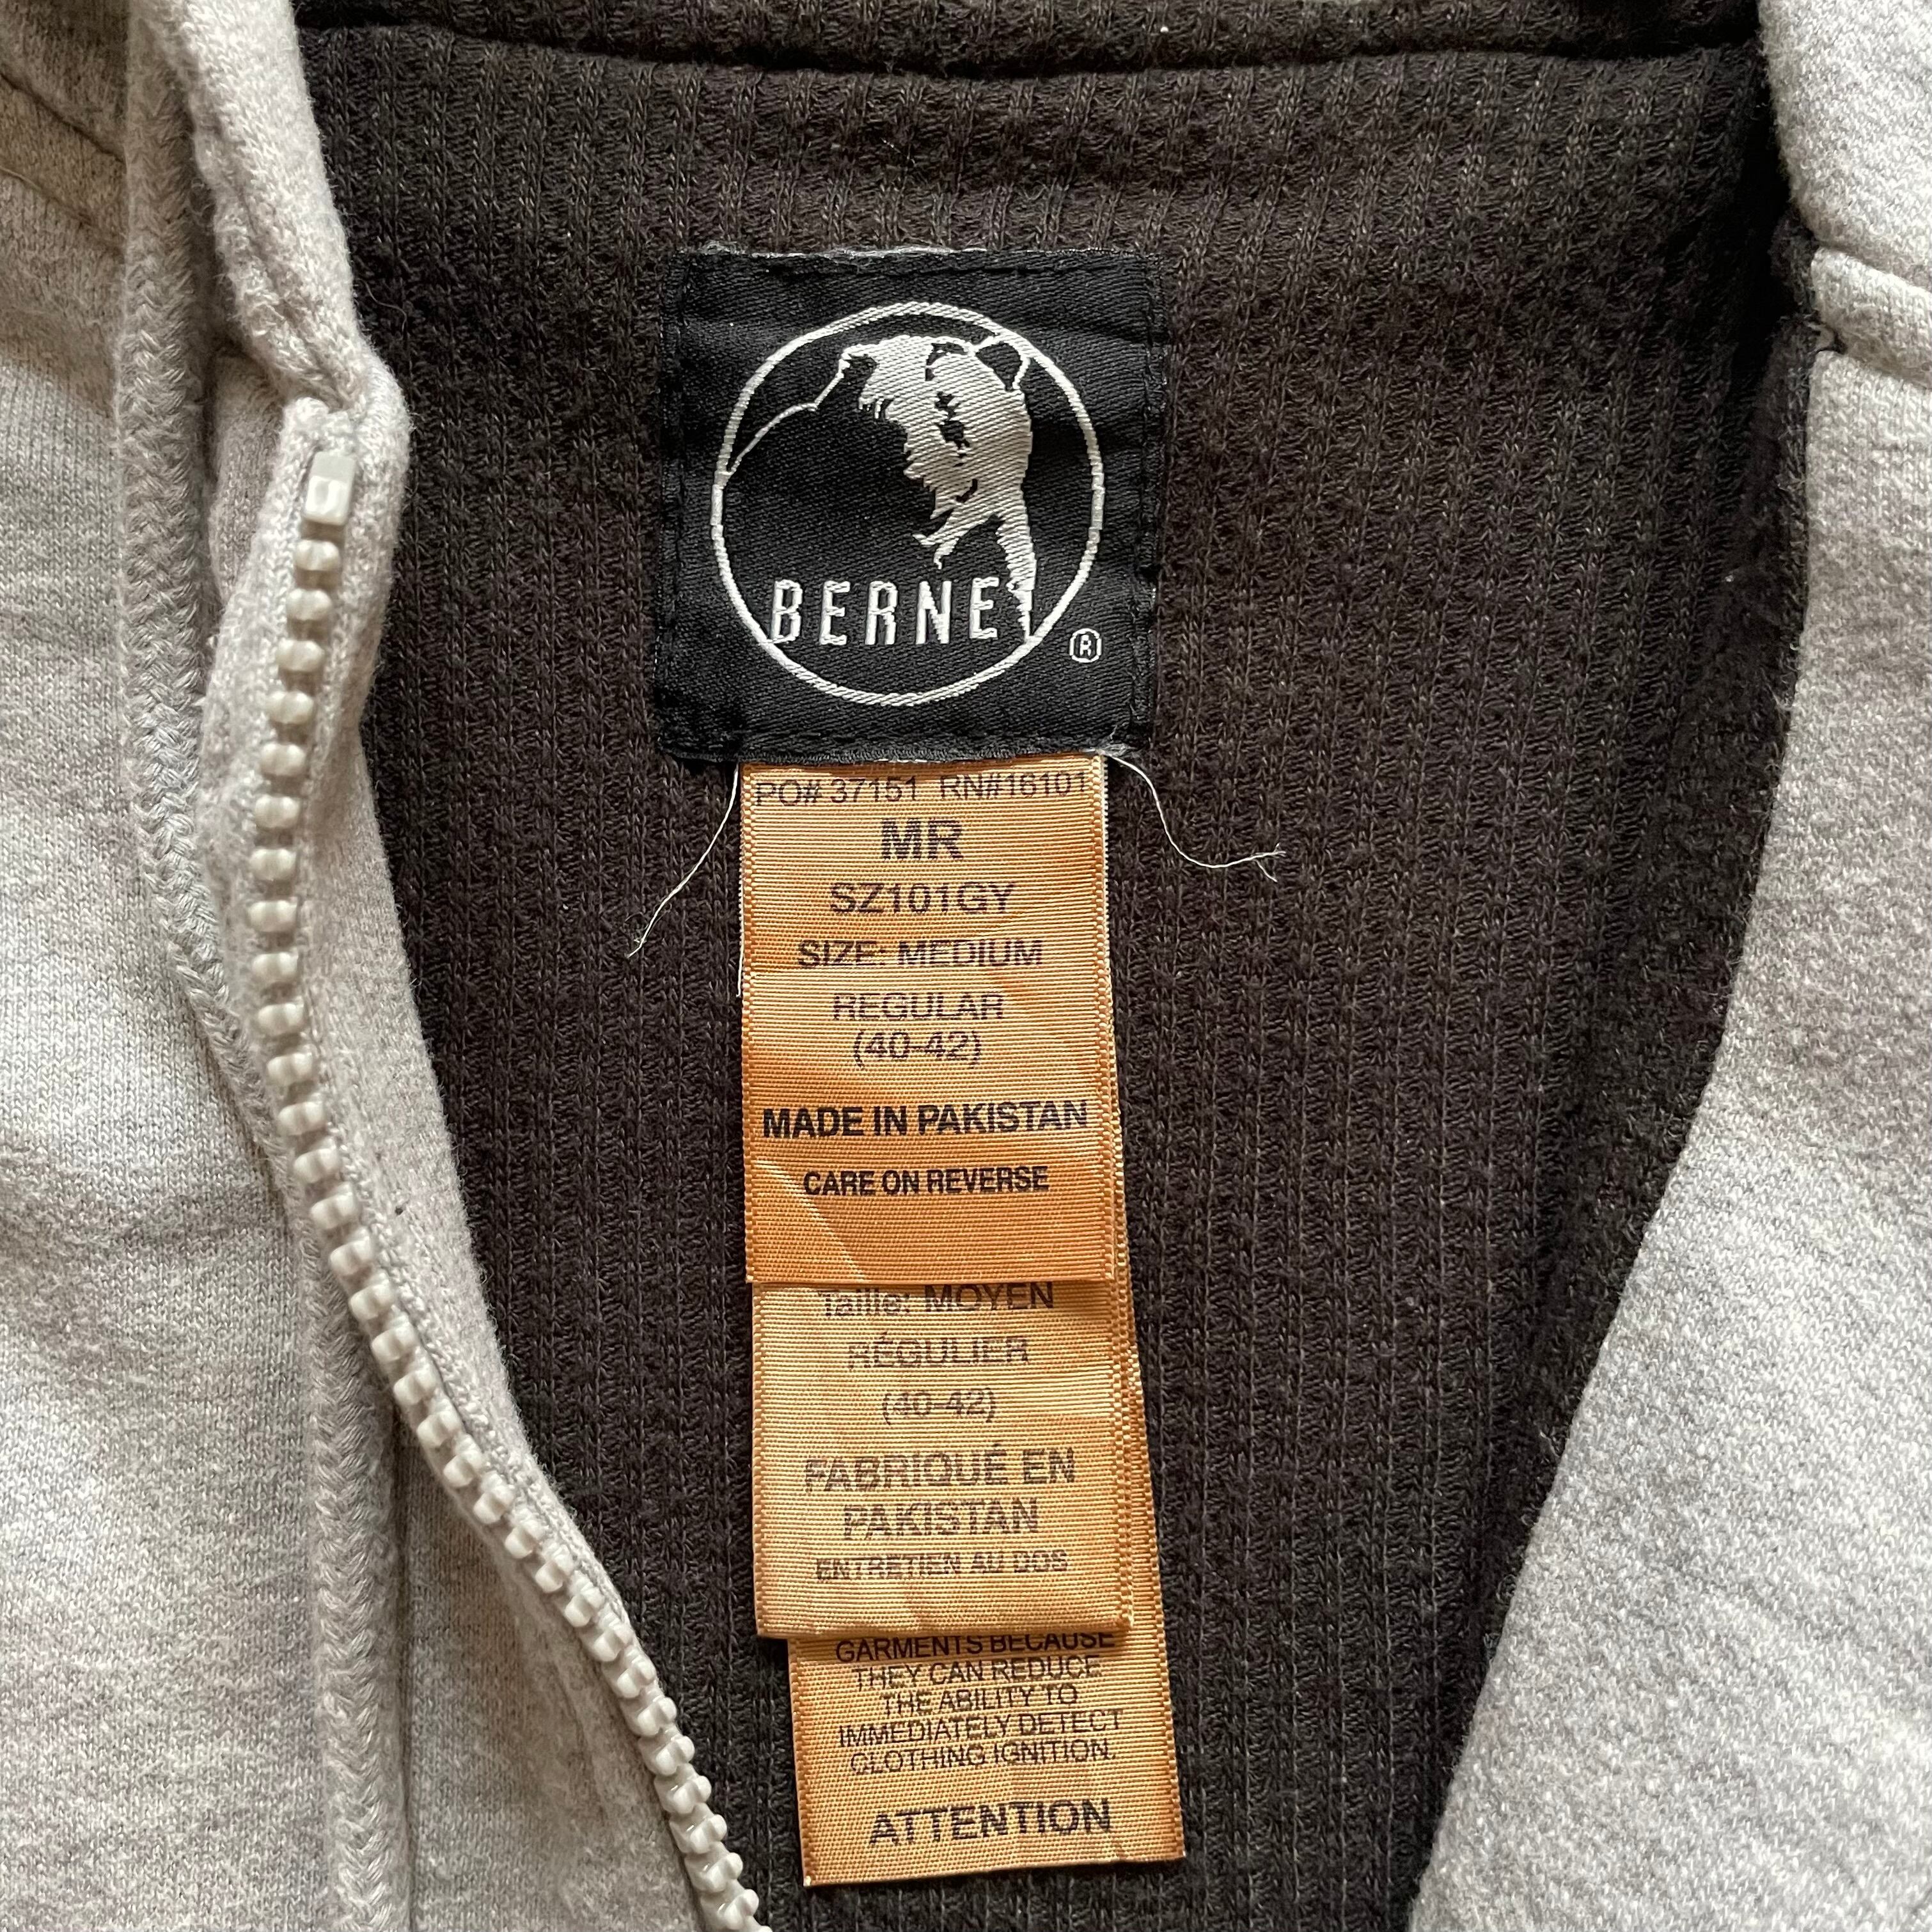 BERNE
®
PO# 37151 RN#16101
MR
SZ101GY
SIZE: MEDIUM
REGULAR
(40-42)
MADE IN PAKISTAN
CARE ON REVERSE
Taille: MOYEN
RÉGULIER
(40-42)
FABRIQUÉ EN
PAKISTAN
ENTRETIEN AU DOS
GARMENTS BECAUSE
THEY CAN REDUCE
THE ABILITY TO
IMMEDIATELY DETECT
CLOTHING IGNITION.
ATTENTION